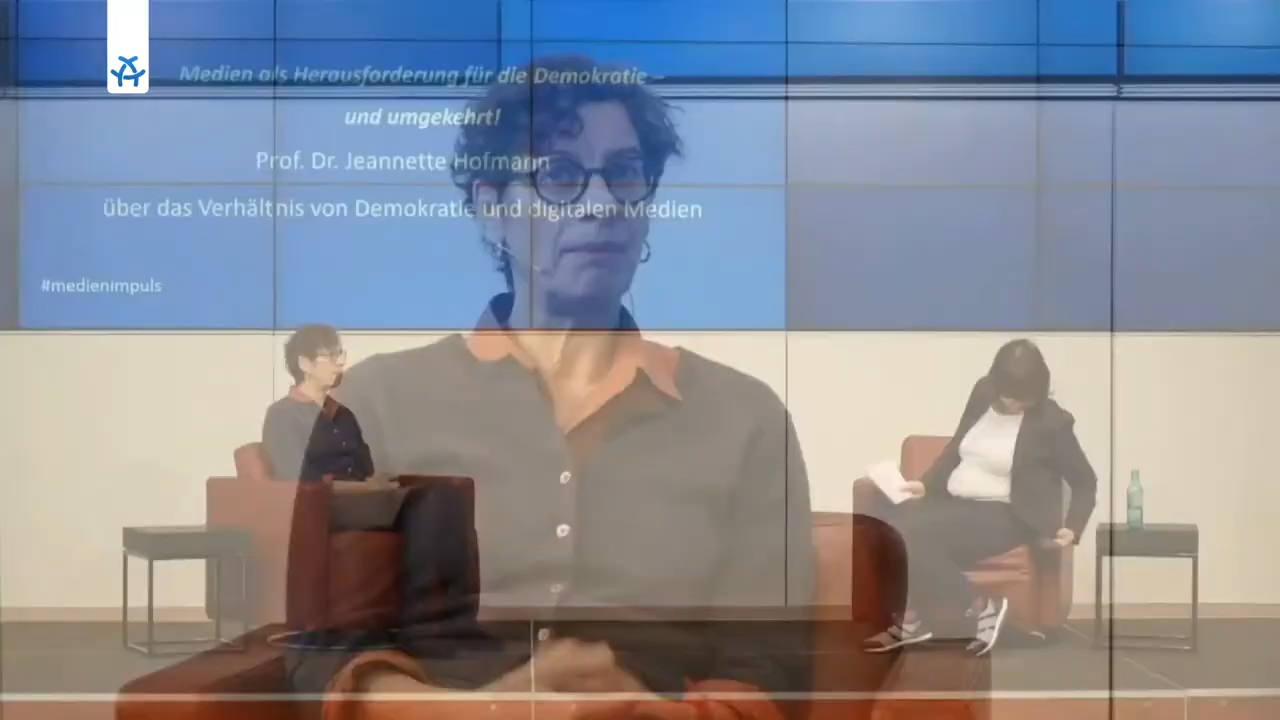 Medien als Herausforderung für die Demokratie –
und umgekehrt!
Prof. Dr. Jeannette Hofmann
über das Verhältnis von Demokratie und digitalen Medien
#medienimpuls